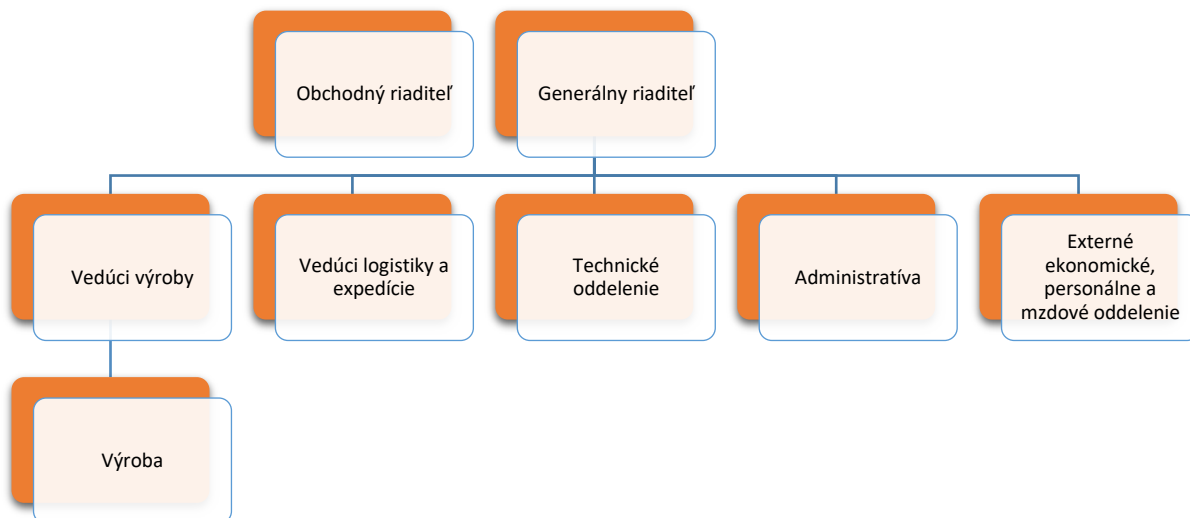 Obchodný riaditeľ
Generálny riaditeľ
Vedúci výroby
Vedúci logistiky a
expedície
Technické
oddelenie
Administratíva
Externé
ekonomické,
personálne a
mzdové oddelenie
Výroba